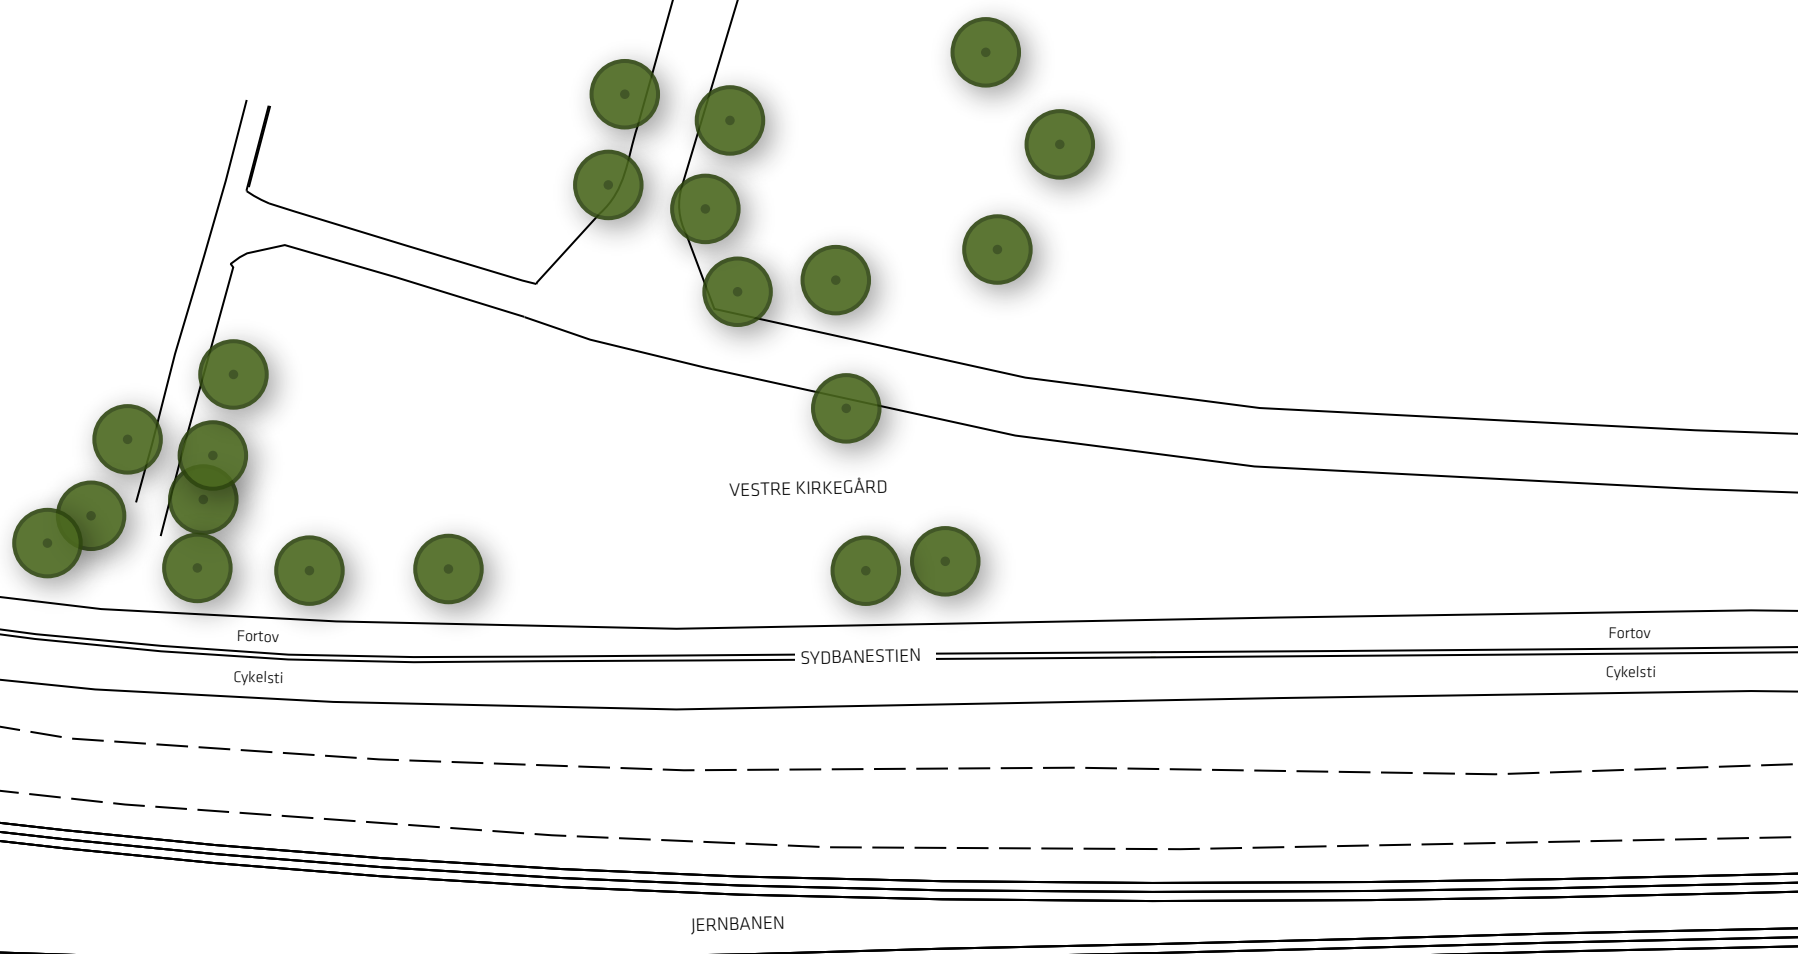 VESTRE KIRKEGÅRD
Fortov
Fortov
SYDBANESTIEN
Cykelsti
Cykelsti
JERNBANEN